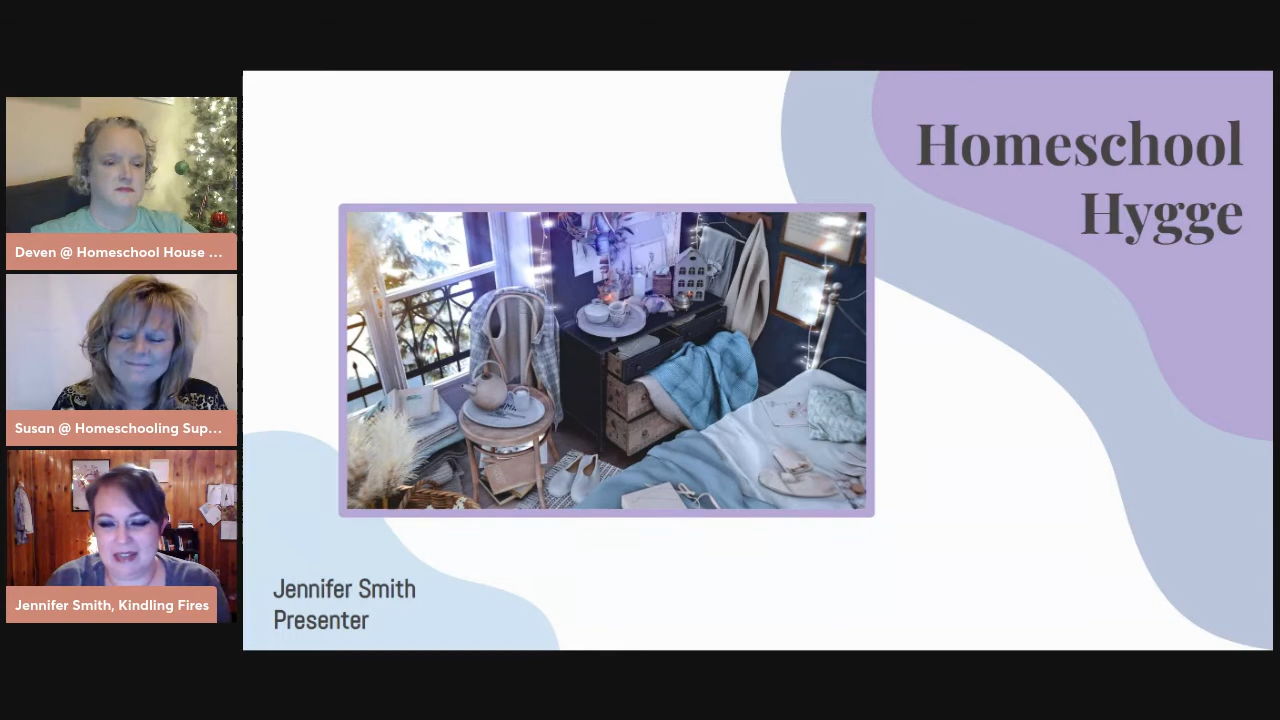 Homeschool
Hygge
Deven @ Homeschool House ...
Susan @ Homeschooling Sup...
Jennifer Smith, Kindling Fires
Jennifer Smith
Presenter